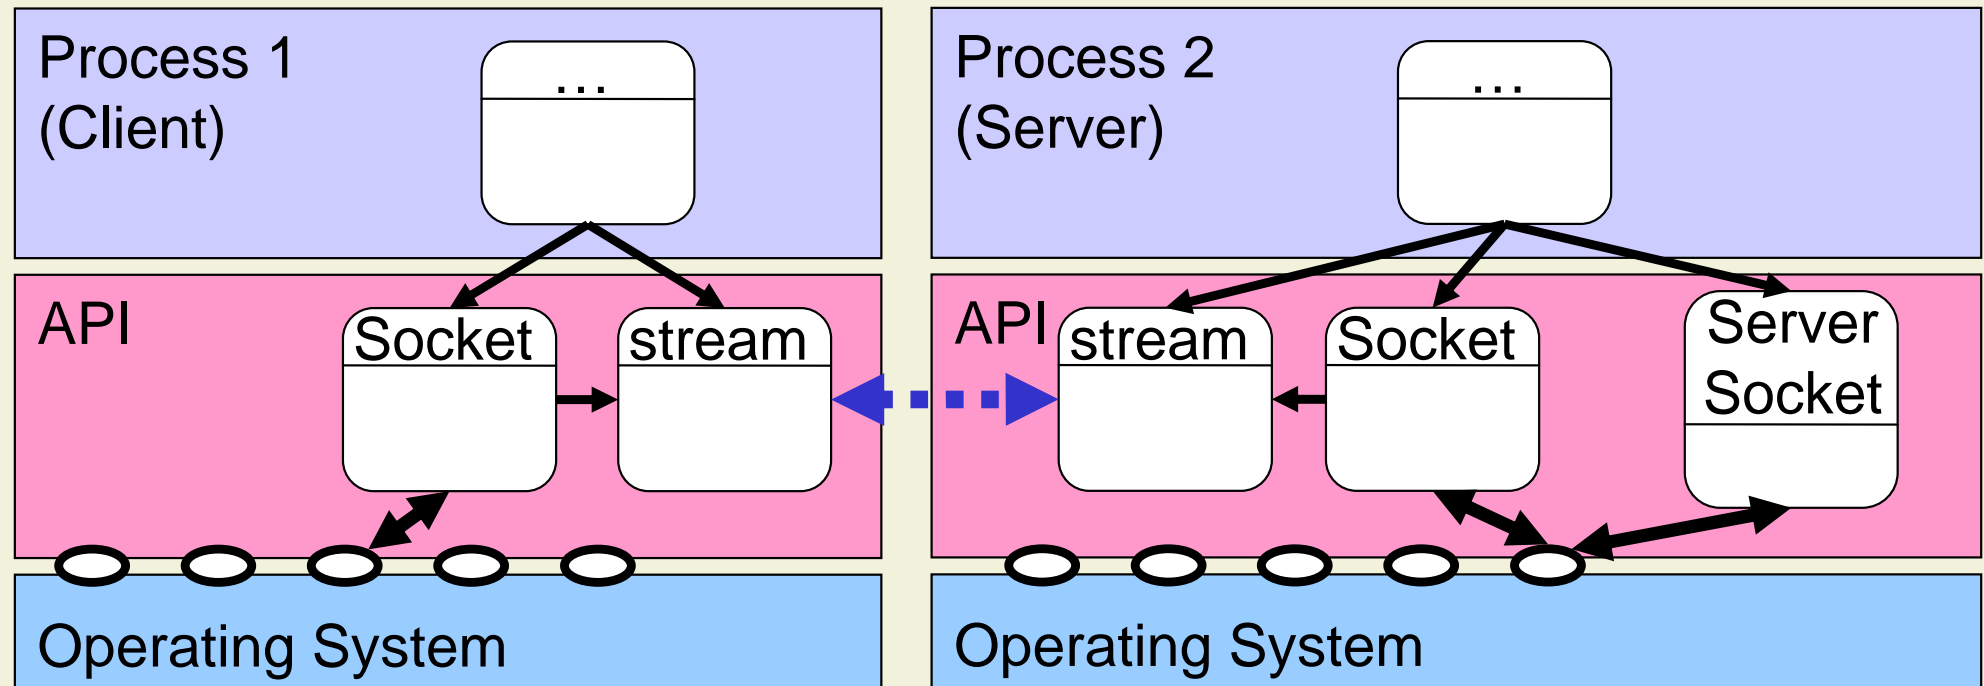 Process 1
(Client)
…
API
Socket
stream
Operating System
Process 2
(Server)
…
API
stream
Socket
Server
Socket
Operating System